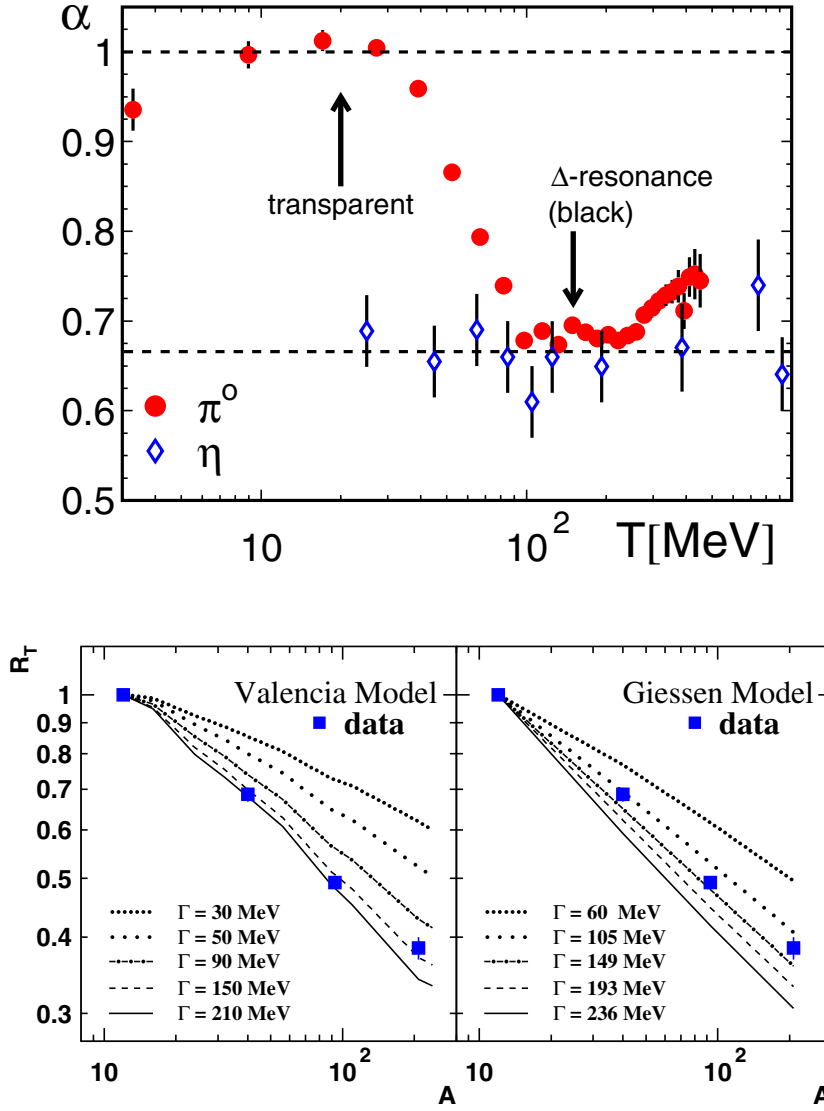 α
1
0.9
0.8
0.7
0.6
0.5
transparent
Δ-resonance
(black)
π⁰
η
10
10²
T[MeV]
R_T
1
0.9
0.8
0.7
0.6
0.5
0.4
0.3
Valencia Model
data
Γ = 30 MeV
Γ = 50 MeV
Γ = 90 MeV
Γ = 150 MeV
Γ = 210 MeV
10
10²
A
Giessen Model
data
Γ = 60 MeV
Γ = 105 MeV
Γ = 149 MeV
Γ = 193 MeV
Γ = 236 MeV
10
10²
A